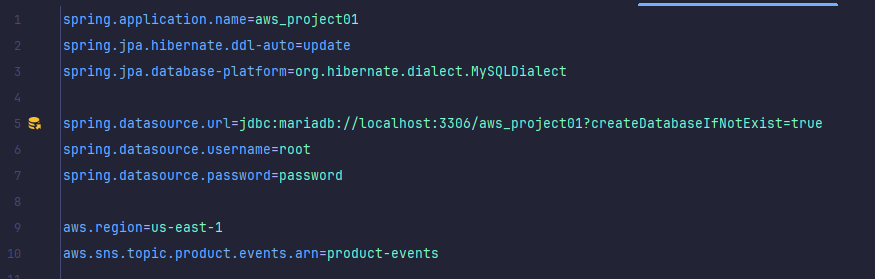 1 spring.application.name=aws_project01
2 spring.jpa.hibernate.ddl-auto=update
3 spring.jpa.database-platform=org.hibernate.dialect.MySQLDialect
4
5 spring.datasource.url=jdbc:mariadb://localhost:3306/aws_project01?createDatabaseIfNotExist=true
6 spring.datasource.username=root
7 spring.datasource.password=password
8
9 aws.region=us-east-1
10 aws.sns.topic.product.events.arn=product-events